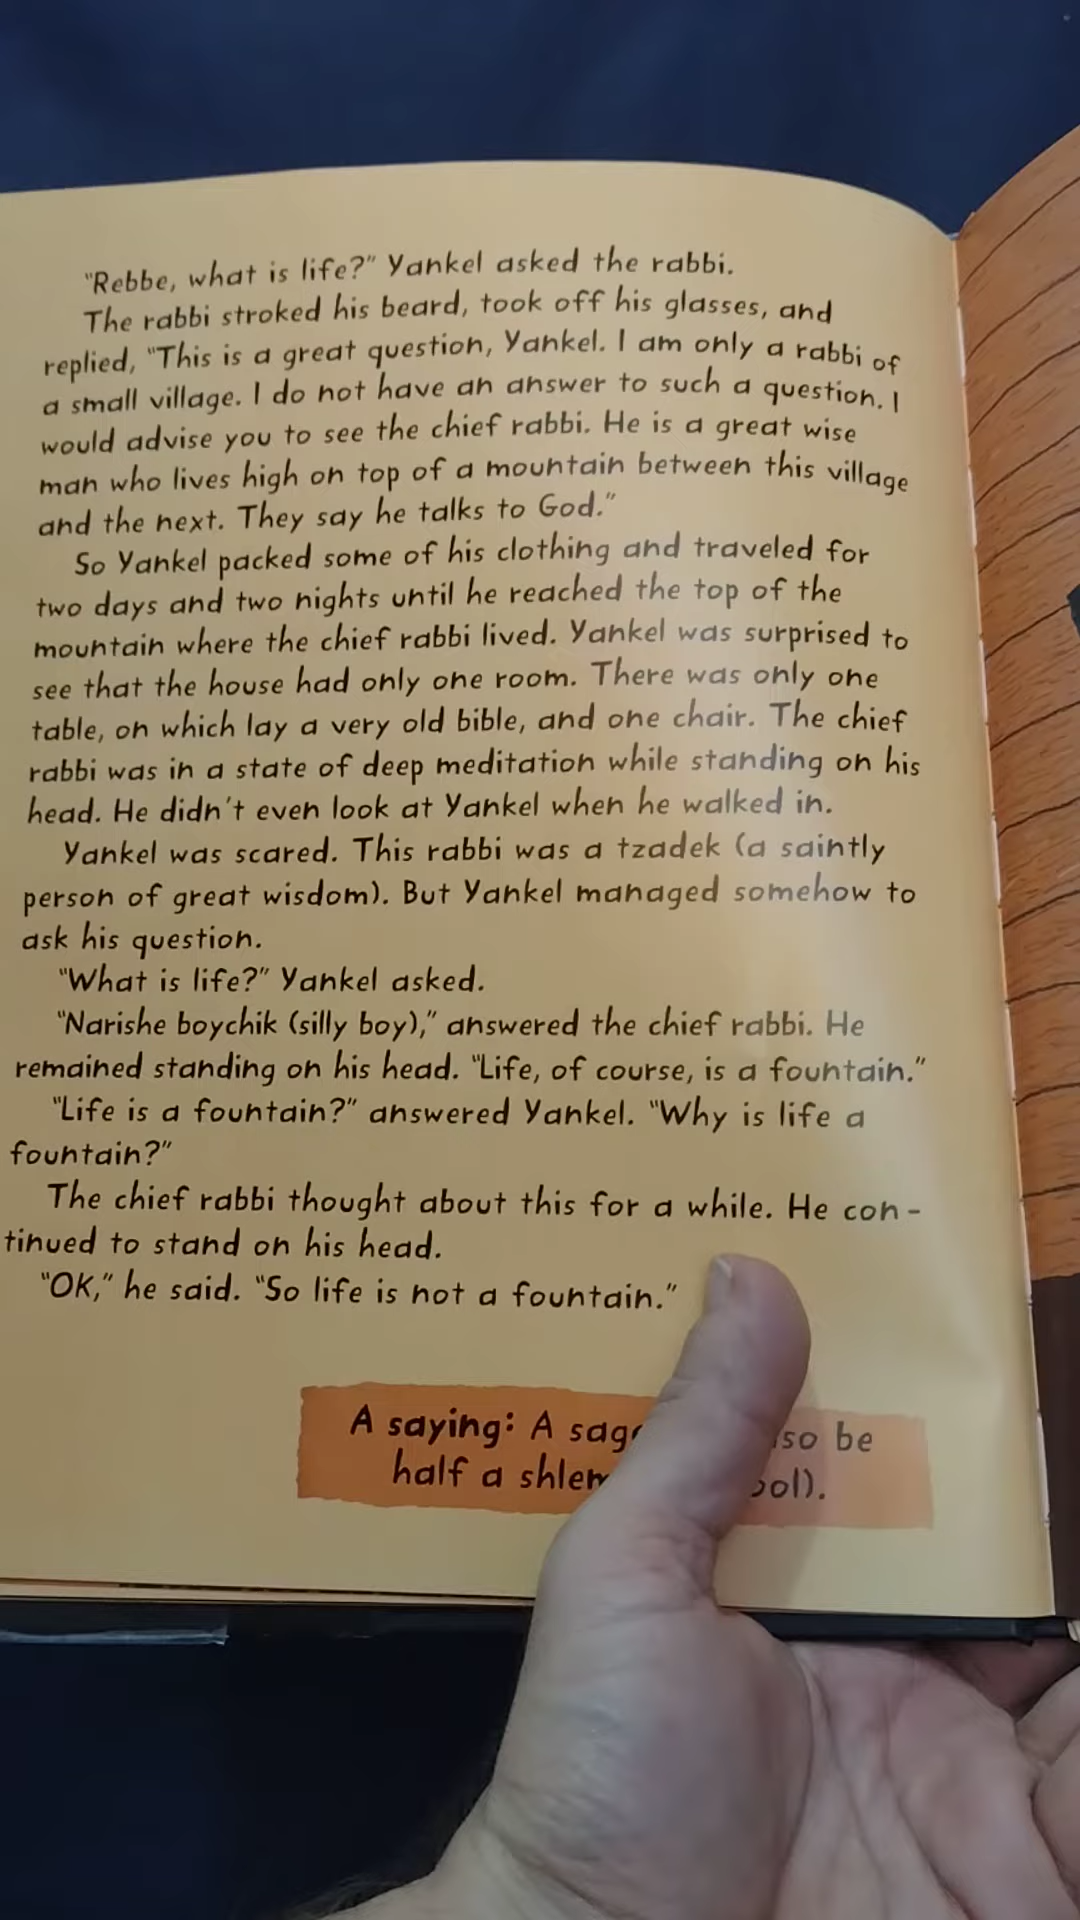 "Rebbe, what is life?" Yankel asked the rabbi.
The rabbi stroked his beard, took off his glasses, and
replied, "This is a great question, Yankel. I am only a rabbi of
a small village. I do not have an answer to such a question. I
would advise you to see the chief rabbi. He is a great wise
man who lives high on top of a mountain between this village
and the next. They say he talks to God."
So Yankel packed some of his clothing and traveled for
two days and two nights until he reached the top of the
mountain where the chief rabbi lived. Yankel was surprised to
see that the house had only one room. There was only one
table, on which lay a very old bible, and one chair. The chief
rabbi was in a state of deep meditation while standing on his
head. He didn't even look at Yankel when he walked in.
Yankel was scared. This rabbi was a tzadek (a saintly
person of great wisdom). But Yankel managed somehow to
ask his question.
"What is life?" Yankel asked.
"Narishe boychik (silly boy)," answered the chief rabbi. He
remained standing on his head. "Life, of course, is a fountain."
"Life is a fountain?" answered Yankel. "Why is life a
fountain?"
The chief rabbi thought about this for a while. He con-
tinued to stand on his head.
"OK," he said. "So life is not a fountain."
A saying: A be
half a